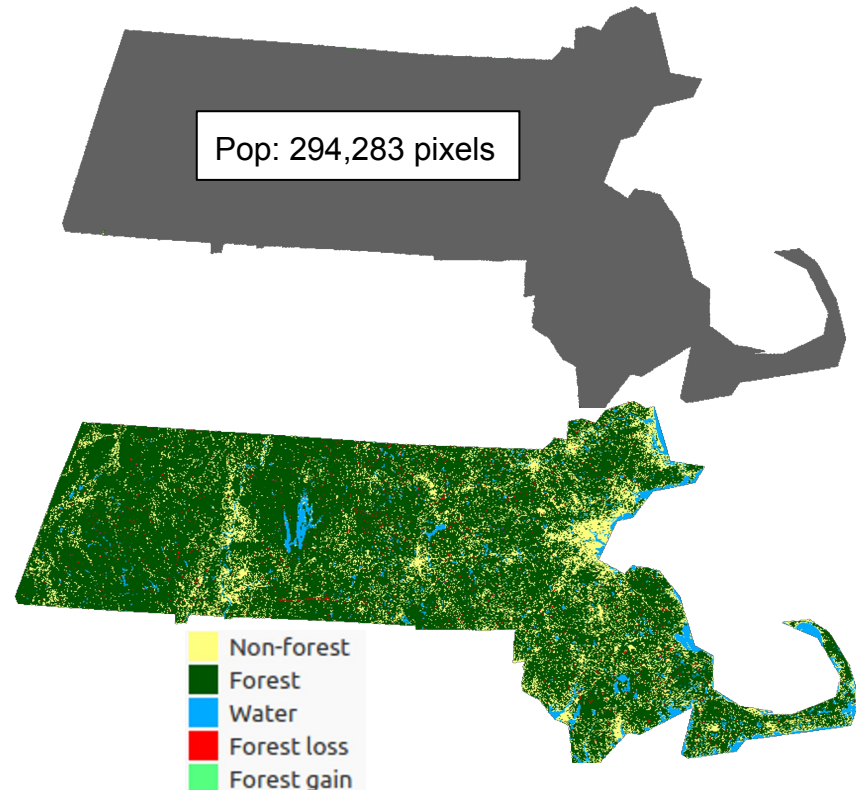 Pop: 294,283 pixels
Non-forest
Forest
Water
Forest loss
Forest gain